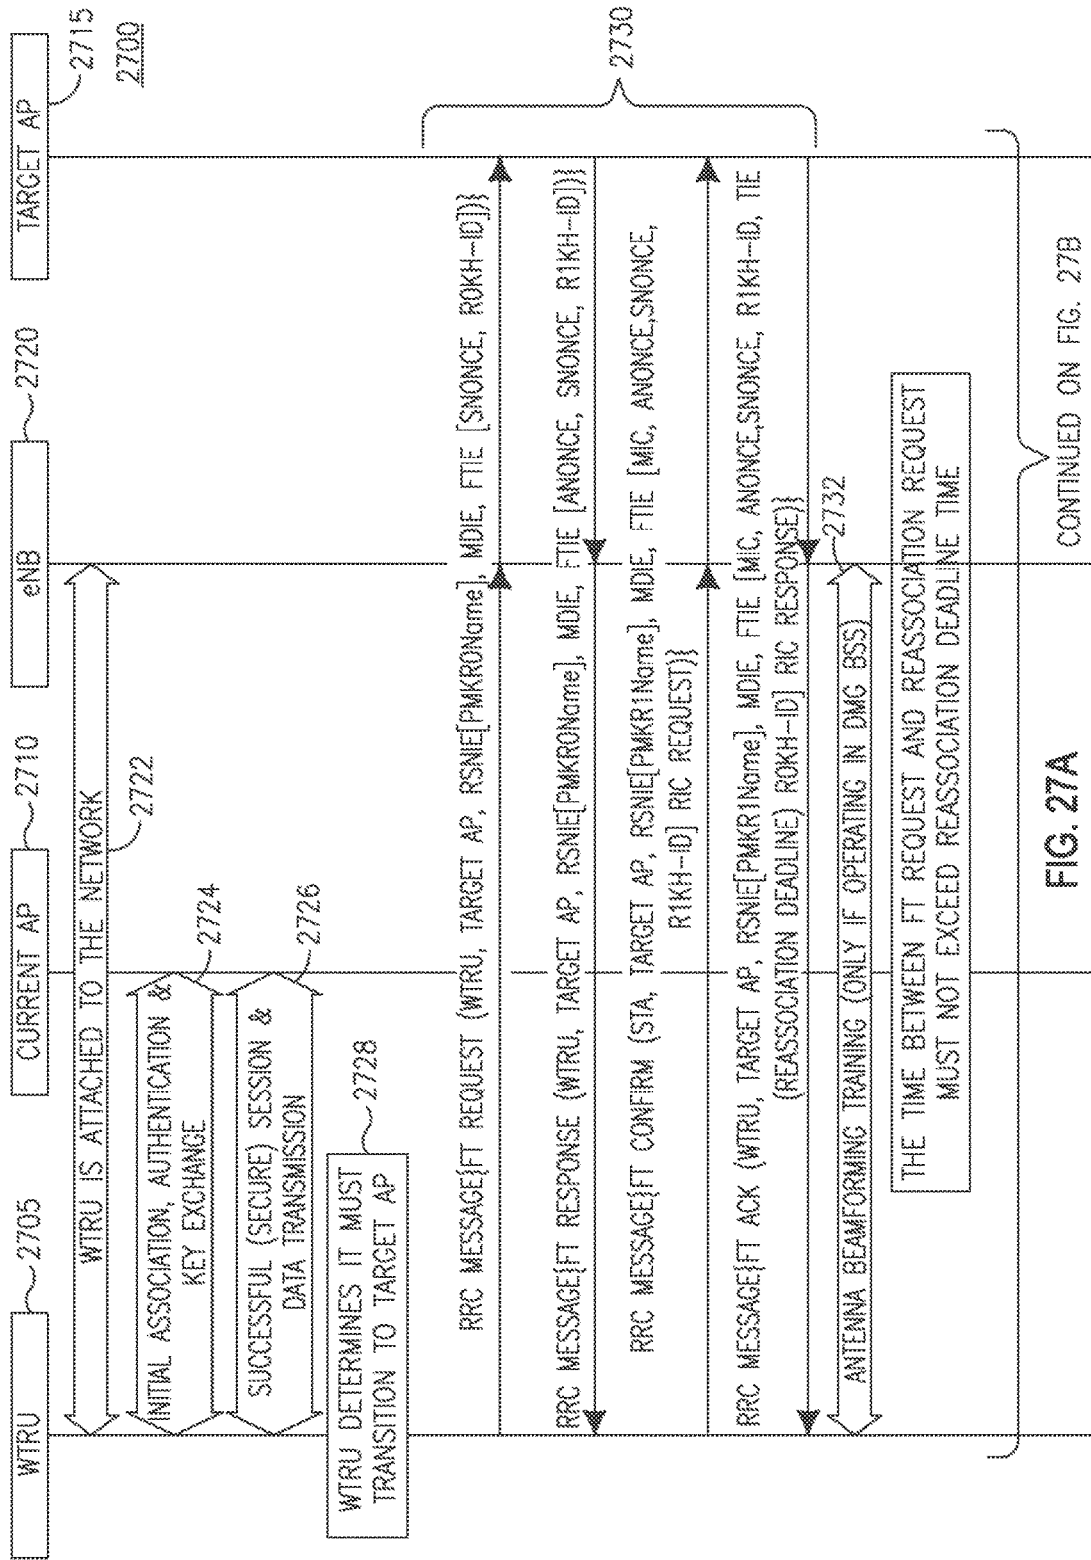 WTRU
2705
CURRENT AP
2710
eNB
2720
TARGET AP
2715
2700
WTRU IS ATTACHED TO THE NETWORK
2722
INITIAL ASSOCIATION, AUTHENTICATION &
KEY EXCHANGE
2724
SUCCESSFUL (SECURE) SESSION &
DATA TRANSMISSION
2726
WTRU DETERMINES IT MUST
TRANSITION TO TARGET AP
2728
RRC MESSAGE{FT REQUEST (WTRU, TARGET AP, RSNIE[PMKR0Name], MDIE, FTIE [SNONCE, R0KH-ID])}
RRC MESSAGE{FT RESPONSE (WTRU, TARGET AP, RSNIE[PMKR0Name], MDIE, FTIE [ANONCE, SNONCE, R1KH-ID])}
RRC MESSAGE{FT CONFIRM (STA, TARGET AP, RSNIE[PMKR1Name], MDIE, FTIE [MIC, ANONCE,SNONCE,
R1KH-ID] RIC REQUEST)}
RRC MESSAGE{FT ACK (WTRU, TARGET AP, RSNIE[PMKR1Name], MDIE, FTIE [MIC, ANONCE,SNONCE, R1KH-ID, TIE
(REASSOCIATION DEADLINE) R0KH-ID] RIC RESPONSE)}
2730
ANTENNA BEAMFORMING TRAINING (ONLY IF OPERATING IN DMG BSS)
2732
THE TIME BETWEEN FT REQUEST AND REASSOCIATION REQUEST
MUST NOT EXCEED REASSOCIATION DEADLINE TIME
CONTINUED ON FIG. 27B
FIG. 27A